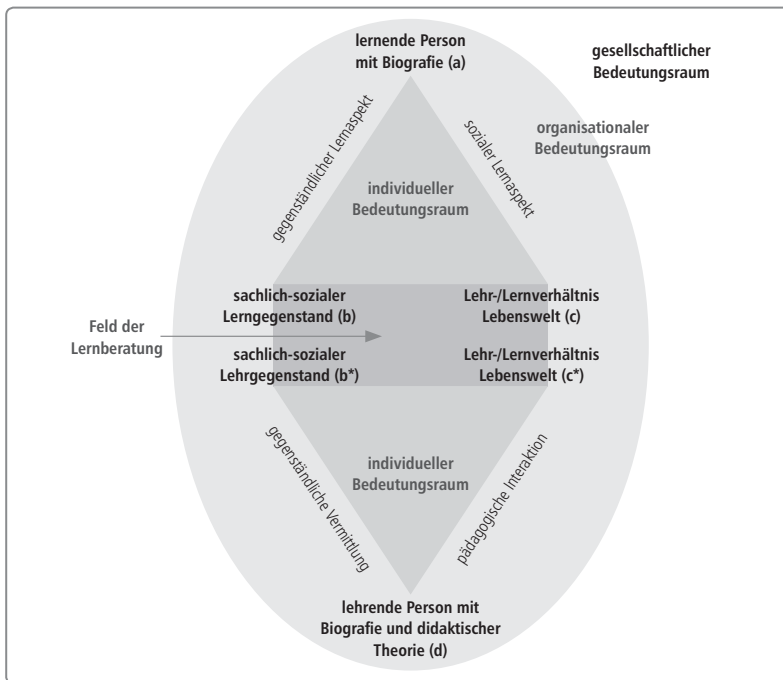 lernende Person
mit Biografie (a)
gesellschaftlicher
Bedeutungsraum
organisationaler
Bedeutungsraum
gegenständlicher Lernaspekt
sozialer Lernaspekt
individueller
Bedeutungsraum
sachlich-sozialer
Lerngegenstand (b)
Lehr-/Lernverhältnis
Lebenswelt (c)
Feld der
Lernberatung
sachlich-sozialer
Lehrgegenstand (b*)
Lehr-/Lernverhältnis
Lebenswelt (c*)
gegenständliche Vermittlung
individueller
Bedeutungsraum
pädagogische Interaktion
lehrende Person mit
Biografie und didaktischer
Theorie (d)